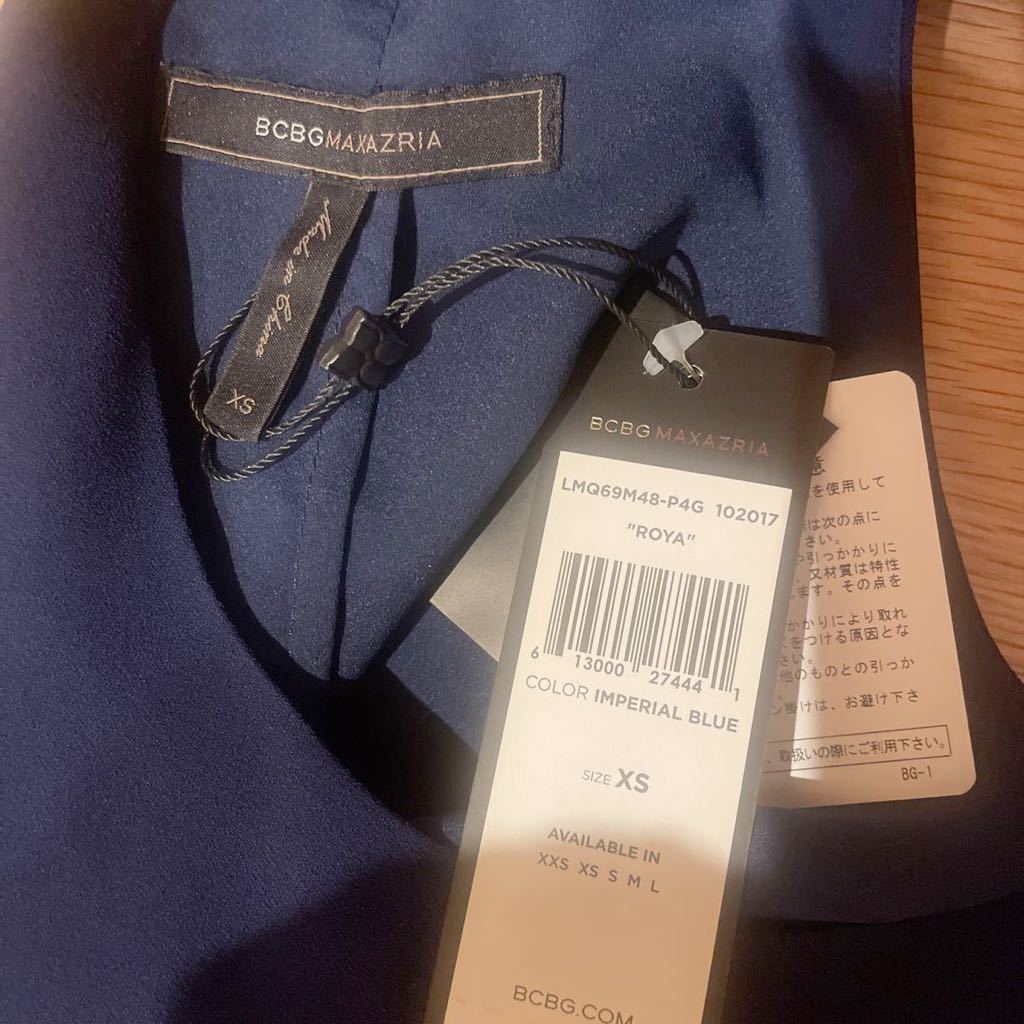 BCBGMAXAZRIA
Made in China
XS
BCBGMAXAZRIA
LMQ69M48-P4G 102017
"ROYA"
6 13000 27444 1
COLOR IMPERIAL BLUE
SIZE XS
AVAILABLE IN
XXS XS S M L
BCBG.COM
意
を使用して
は次の点に
さい。
や引っかかりに
、又材質は特性
ます。その点を
かかりにより取れ
をつける原因とな
さい。
他のものとの引っか
ン掛けは、お避け下さ
、取扱いの際にご利用下さい。
BG-1